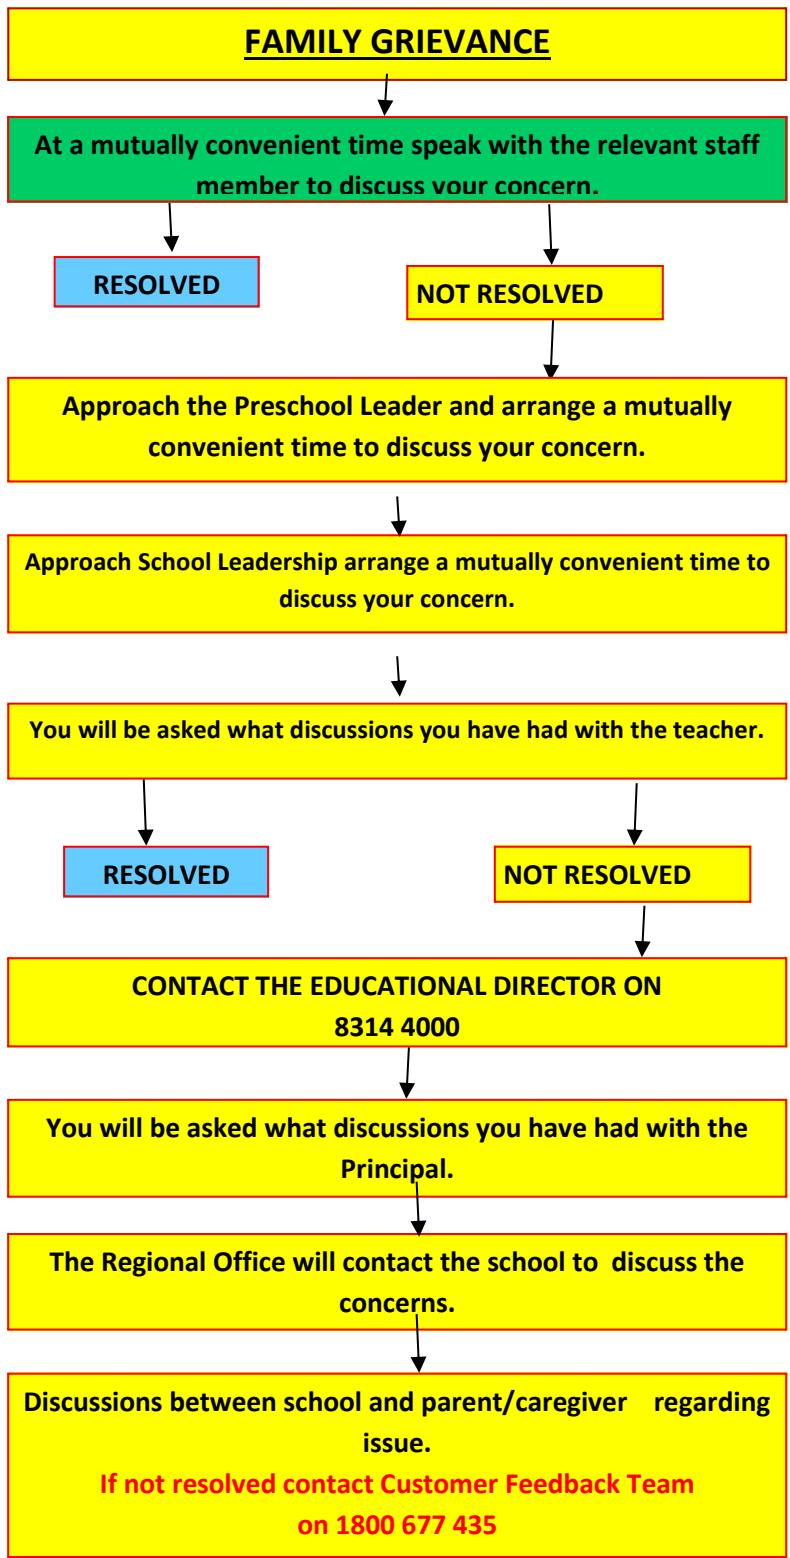 FAMILY GRIEVANCE
At a mutually convenient time speak with the relevant staff
member to discuss your concern.
RESOLVED
NOT RESOLVED
Approach the Preschool Leader and arrange a mutually
convenient time to discuss your concern.
Approach School Leadership arrange a mutually convenient time to
discuss your concern.
You will be asked what discussions you have had with the teacher.
RESOLVED
NOT RESOLVED
CONTACT THE EDUCATIONAL DIRECTOR ON
8314 4000
You will be asked what discussions you have had with the
Principal.
The Regional Office will contact the school to discuss the
concerns.
Discussions between school and parent/caregiver regarding
issue.
If not resolved contact Customer Feedback Team
on 1800 677 435